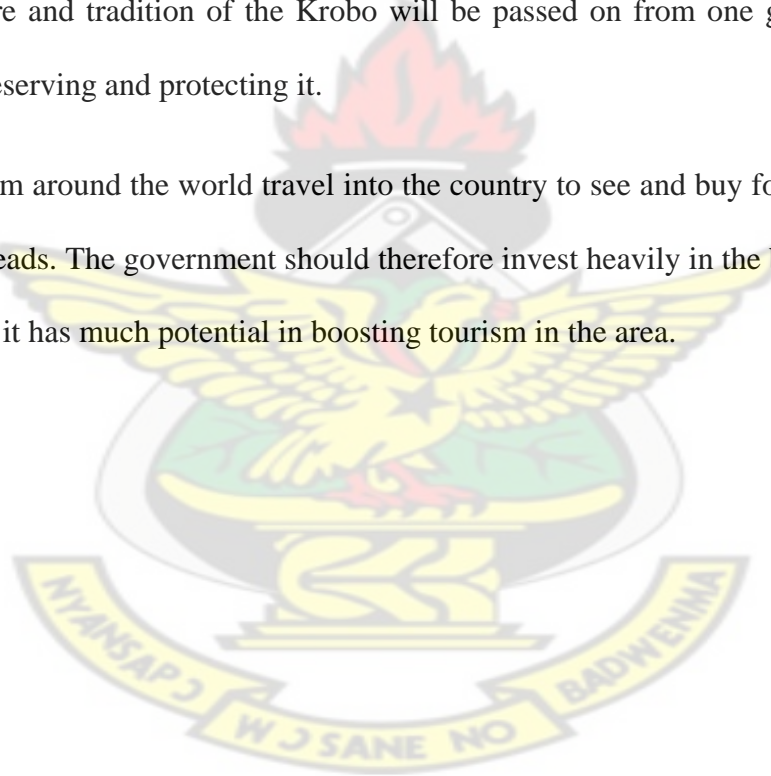 re and tradition of the Krobo will be passed on from one g
eserving and protecting it.
m around the world travel into the country to see and buy fo
eads. The government should therefore invest heavily in the b
it has much potential in boosting tourism in the area.
NYANSAPƆ WƆSANE NO BADWENMA